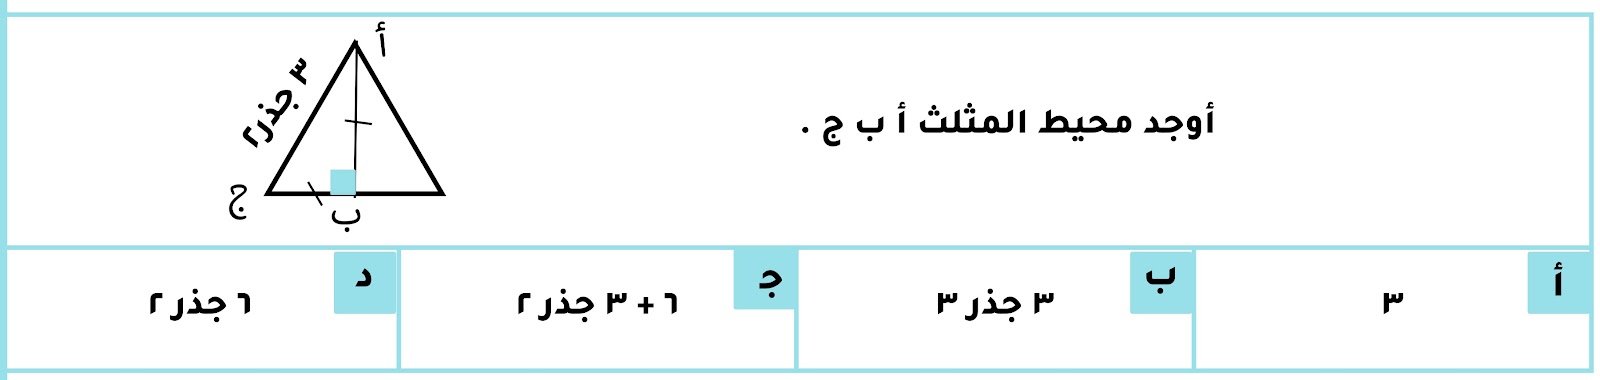 أوجد محيط المثلث أ ب ج .
أ
٣ جذر٢
ج
ب
أ
٣
ب
٣ جذر ٣
ج
٦ + ٣ جذر ٢
د
٦ جذر ٢